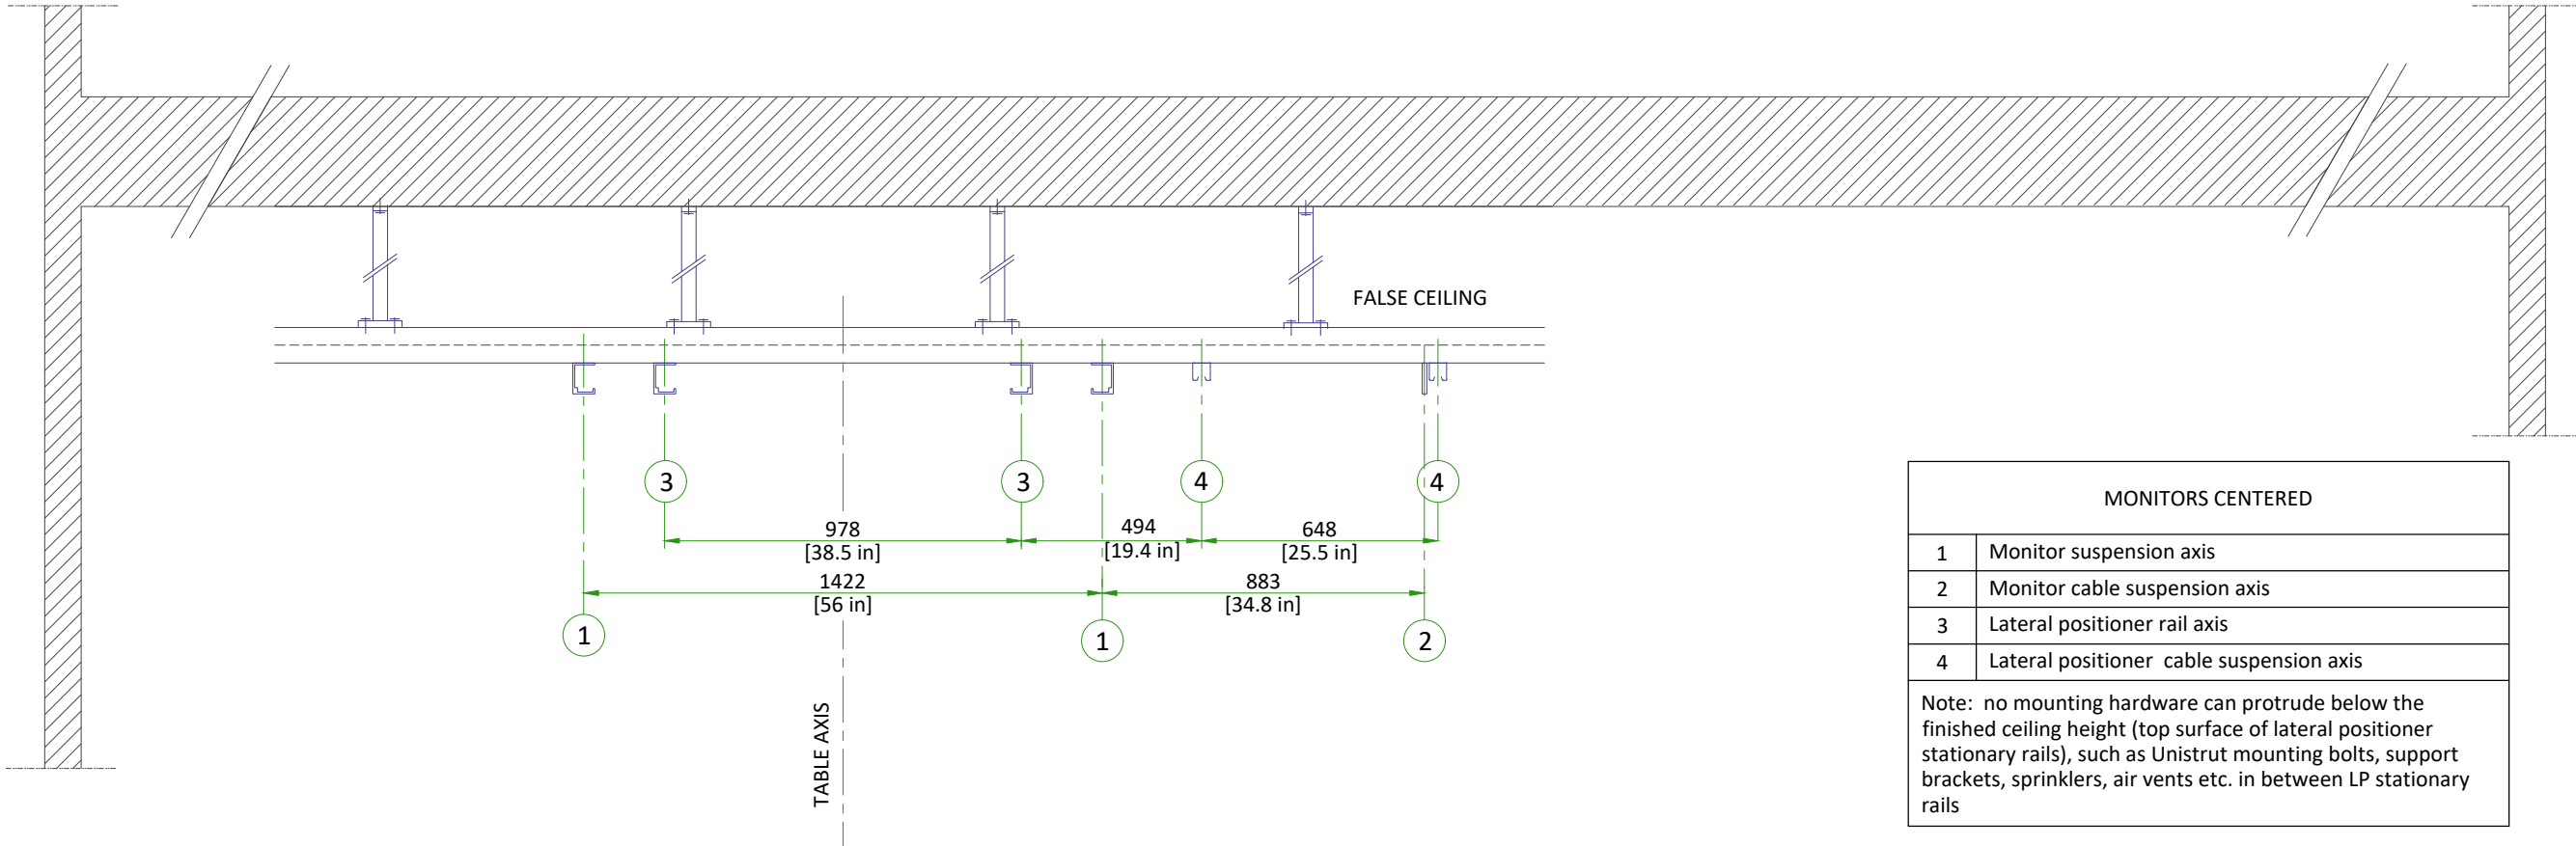 FALSE CEILING
3
3
4
4
978
[38.5 in]
494
[19.4 in]
648
[25.5 in]
1422
[56 in]
883
[34.8 in]
1
1
2
TABLE AXIS
MONITORS CENTERED
1 Monitor suspension axis
2 Monitor cable suspension axis
3 Lateral positioner rail axis
4 Lateral positioner cable suspension axis
Note: no mounting hardware can protrude below the
finished ceiling height (top surface of lateral positioner
stationary rails), such as Unistrut mounting bolts, support
brackets, sprinklers, air vents etc. in between LP stationary
rails